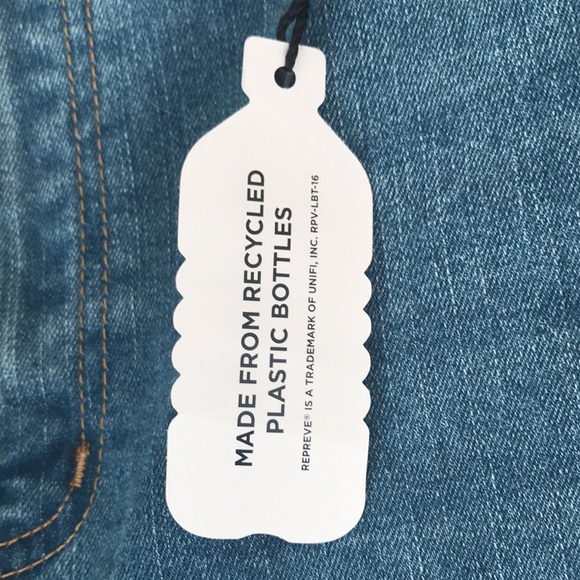 MADE FROM RECYCLED
PLASTIC BOTTLES
REPREVE® IS A TRADEMARK OF UNIFI, INC. RPV-LBT-16